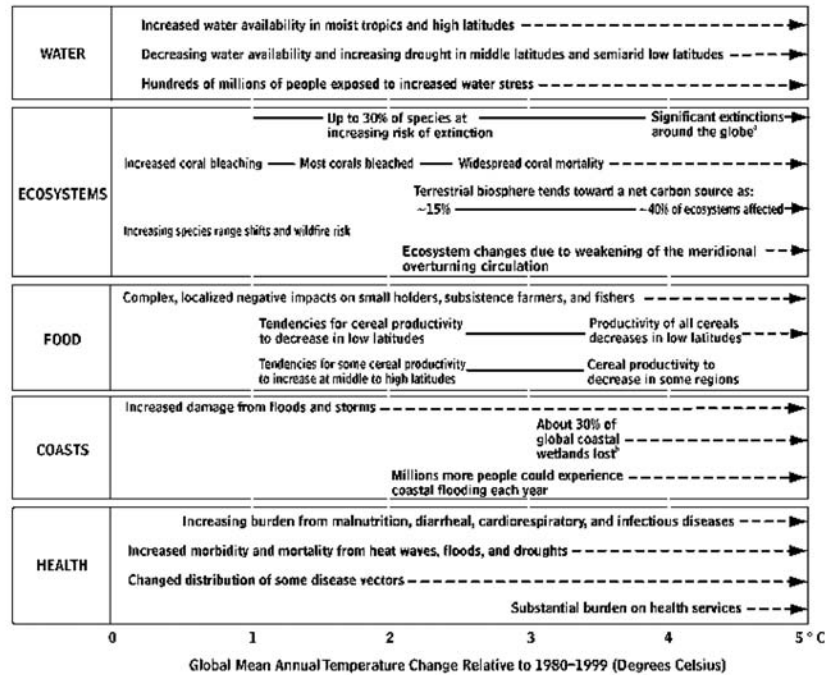 WATER
Increased water availability in moist tropics and high latitudes
Decreasing water availability and increasing drought in middle latitudes and semiarid low latitudes
Hundreds of millions of people exposed to increased water stress
ECOSYSTEMS
Up to 30% of species at
increasing risk of extinction
Significant extinctions
around the globeᵃ
Increased coral bleaching
Most corals bleached
Widespread coral mortality
Terrestrial biosphere tends toward a net carbon source as:
~15%
~40% of ecosystems affected
Increasing species range shifts and wildfire risk
Ecosystem changes due to weakening of the meridional
overturning circulation
FOOD
Complex, localized negative impacts on small holders, subsistence farmers, and fishers
Tendencies for cereal productivity
to decrease in low latitudes
Productivity of all cereals
decreases in low latitudes
Tendencies for some cereal productivity
to increase at middle to high latitudes
Cereal productivity to
decrease in some regions
COASTS
Increased damage from floods and storms
About 30% of
global coastal
wetlands lostᵇ
Millions more people could experience
coastal flooding each year
HEALTH
Increasing burden from malnutrition, diarrheal, cardiorespiratory, and infectious diseases
Increased morbidity and mortality from heat waves, floods, and droughts
Changed distribution of some disease vectors
Substantial burden on health services
0 1 2 3 4 5° C
Global Mean Annual Temperature Change Relative to 1980–1999 (Degrees Celsius)